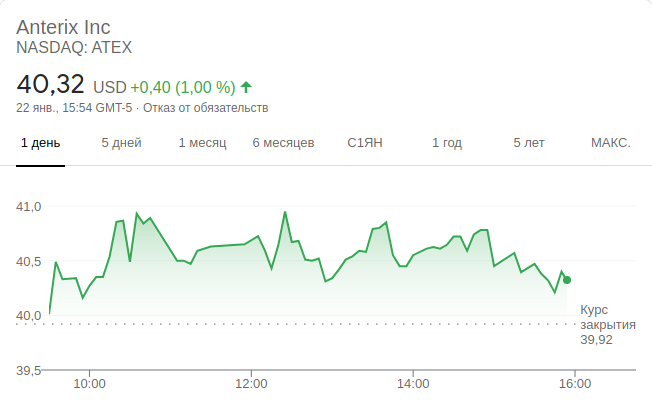 Anterix Inc
NASDAQ: ATEX
40,32 USD +0,40 (1,00 %)
22 янв., 15:54 GMT-5 · Отказ от обязательств
1 день 5 дней 1 месяц 6 месяцев С1ЯН 1 год 5 лет МАКС.
41,0
40,5
40,0
Курс
закрытия
39,92
39,5
10:00 12:00 14:00 16:00